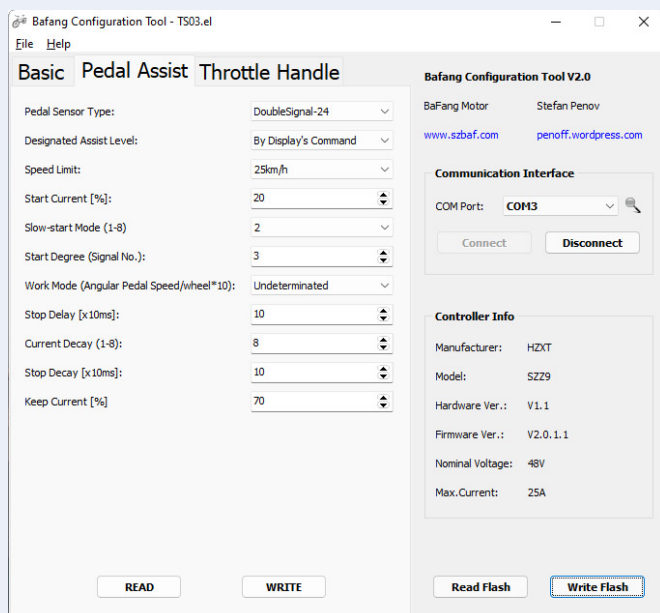 Bafang Configuration Tool - TS03.el
File Help
Basic Pedal Assist Throttle Handle
Pedal Sensor Type: DoubleSignal-24
Designated Assist Level: By Display's Command
Speed Limit: 25km/h
Start Current [%]: 20
Slow-start Mode (1-8) 2
Start Degree (Signal No.): 3
Work Mode (Angular Pedal Speed/wheel*10): Undeterminated
Stop Delay [x10ms]: 10
Current Decay (1-8): 8
Stop Decay [x10ms]: 10
Keep Current [%] 70
READ WRITE
Bafang Configuration Tool V2.0
BaFang Motor Stefan Penov
www.szbaf.com penoff.wordpress.com
Communication Interface
COM Port: COM3
Connect Disconnect
Controller Info
Manufacturer: HZXT
Model: SZZ9
Hardware Ver.: V1.1
Firmware Ver.: V2.0.1.1
Nominal Voltage: 48V
Max.Current: 25A
Read Flash Write Flash